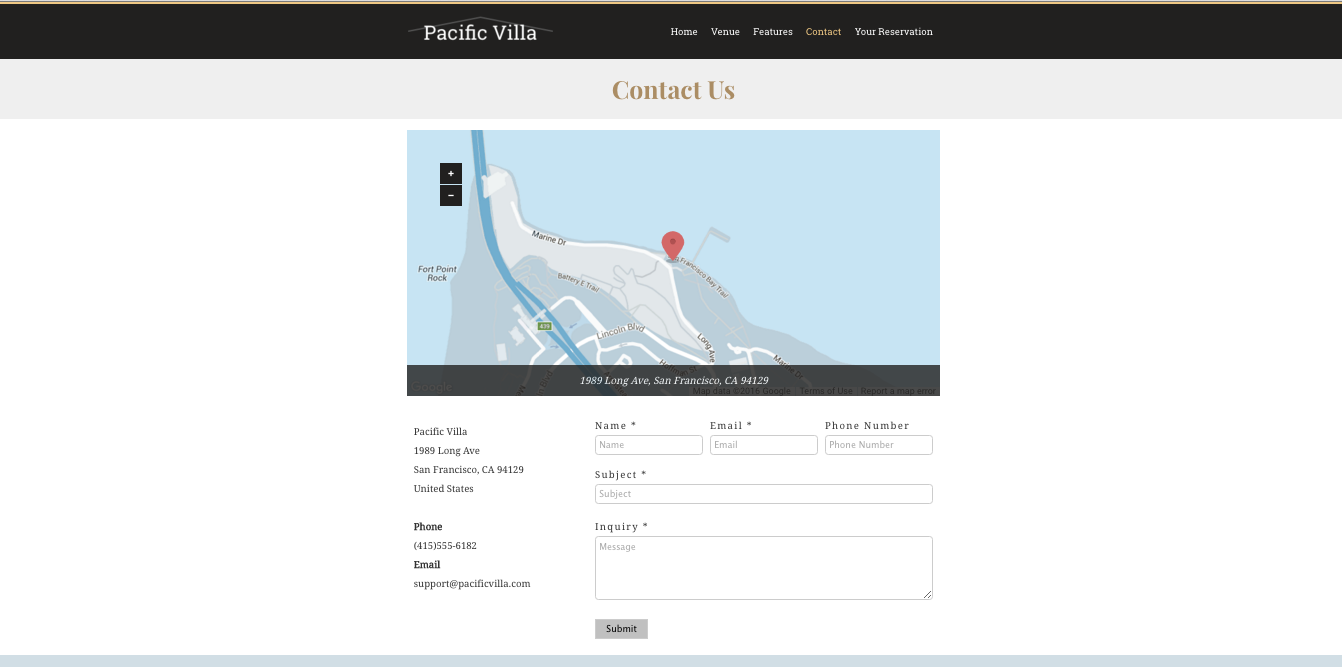 Pacific Villa
Home Venue Features Contact Your Reservation
Contact Us
+
−
Marine Dr
Fort Point
Rock
Francisco Bay Trail
Battery E Trail
439
Lincoln Blvd
Long Ave
Marine Dr
1989 Long Ave, San Francisco, CA 94129
Google
Map data ©2016 Google Terms of Use Report a map error
Pacific Villa
1989 Long Ave
San Francisco, CA 94129
United States
Phone
(415)555-6182
Email
support@pacificvilla.com
Name * Email * Phone Number
Name Email Phone Number
Subject *
Subject
Inquiry *
Message
Submit